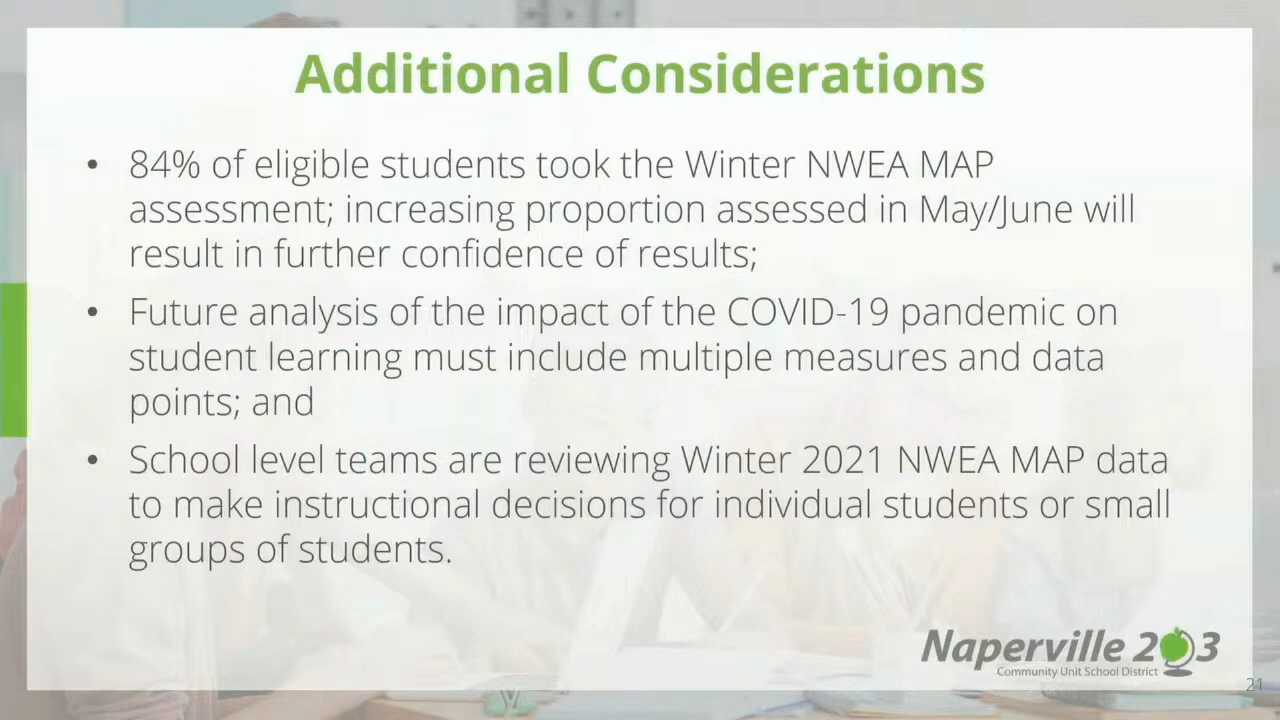 Additional Considerations
• 84% of eligible students took the Winter NWEA MAP
assessment; increasing proportion assessed in May/June will
result in further confidence of results;
• Future analysis of the impact of the COVID-19 pandemic on
student learning must include multiple measures and data
points; and
• School level teams are reviewing Winter 2021 NWEA MAP data
to make instructional decisions for individual students or small
groups of students.
Naperville 203
Community Unit School District
21